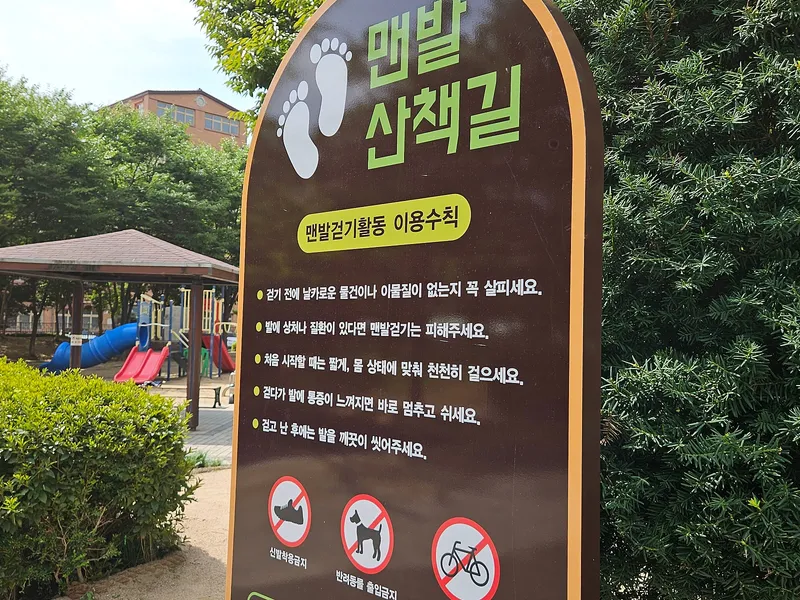 맨발
산책길
맨발걷기활동 이용수칙
걷기 전에 날카로운 물건이나 이물질이 없는지 꼭 살피세요.
발에 상처나 질환이 있다면 맨발걷기는 피해주세요.
처음 시작할 때는 짧게, 몸 상태에 맞춰 천천히 걸으세요.
걷다가 발에 통증이 느껴지면 바로 멈추고 쉬세요.
걷고 난 후에는 발을 깨끗이 씻어주세요.
신발착용금지
반려동물 출입금지